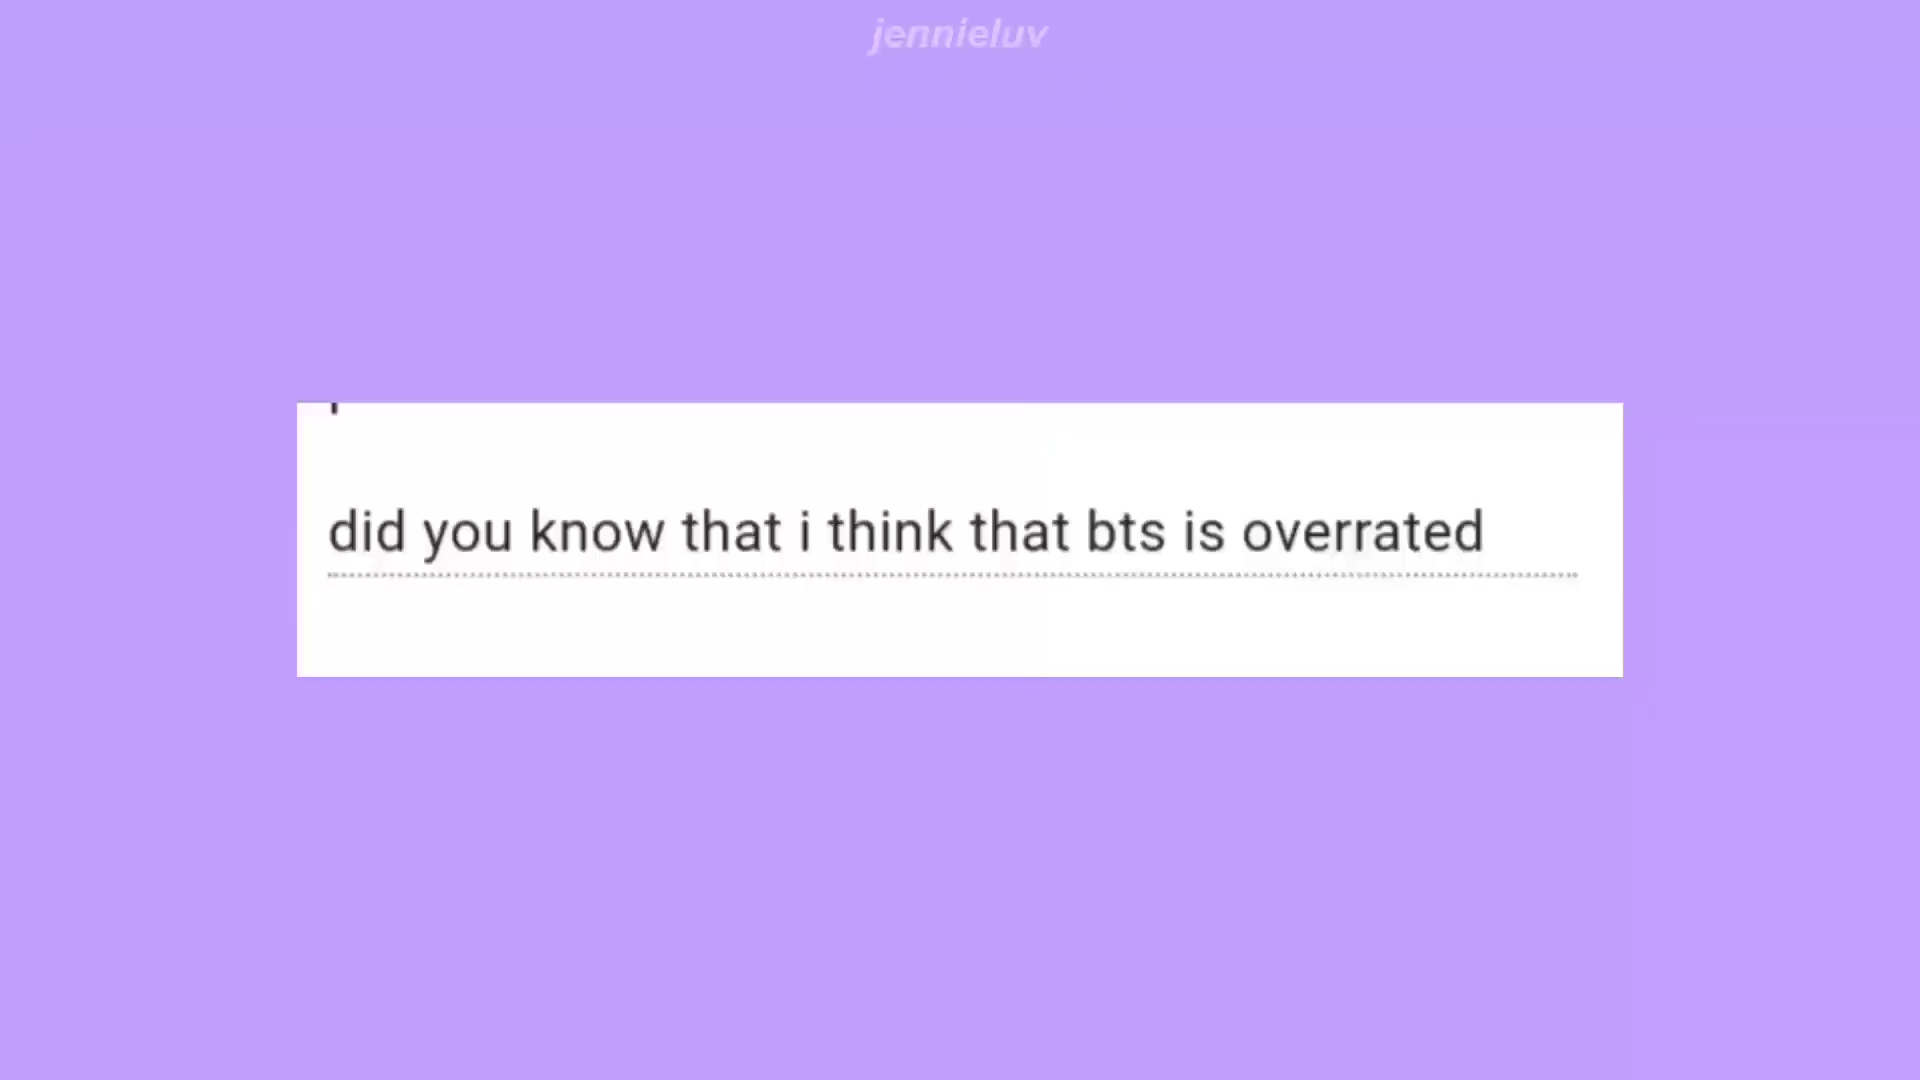 jennieluv
did you know that i think that bts is overrated